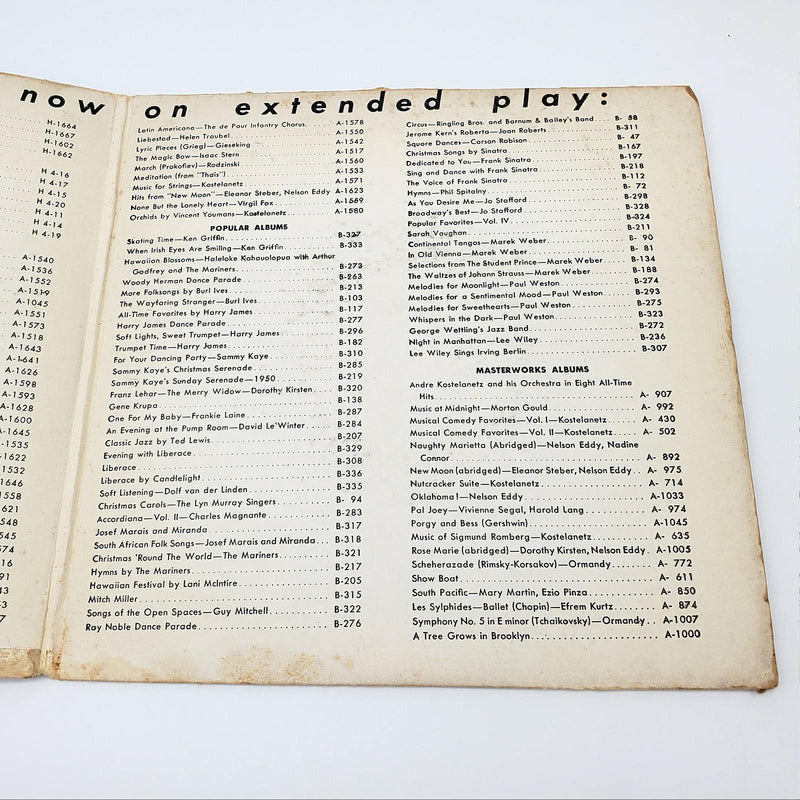 now on extended play:
H-1664
H-1667
H-1602
H-1662
H 4-16
H 4-17
H 4-15
H 4-20
H 4-11
H 4-14
H 4-19
A-1540
A-1536
A-1552
A-1519
A-1045
A-1551
A-1573
A-1518
A-1643
A-1641
A-1626
A-1598
A-1593
A-1628
A-1600
A-1645
A-1535
Latin Americana—The de Paur Infantry Chorus. A-1578
Liebestod—Helen Traubel A-1550
Lyric Pieces (Grieg)—Gieseking A-1542
The Magic Bow—Isaac Stern A-1517
March (Prokofiev)—Rodzinski A-1560
Meditation (from "Thaïs") A-1533
Music for Strings—Kostelanetz A-1571
Hits from "New Moon"—Eleanor Steber, Nelson Eddy A-1623
None But the Lonely Heart—Virgil Fox A-1569
Orchids by Vincent Youmans—Kostelanetz A-1580
POPULAR ALBUMS
Skating Time—Ken Griffin B-327
When Irish Eyes Are Smiling—Ken Griffin B-333
Hawaiian Blossoms—Haleloke Kahauolopua with Arthur
Godfrey and The Mariners B-273
Woody Herman Dance Parade B-263
More Folksongs by Burl Ives B-213
The Wayfaring Stranger—Burl Ives B-103
All-Time Favorites by Harry James B-117
Harry James Dance Parade B-277
Soft Lights, Sweet Trumpet—Harry James B-296
Trumpet Time—Harry James B-182
For Your Dancing Party—Sammy Kaye B-310
Sammy Kaye's Christmas Serenade B-285
Sammy Kaye's Sunday Serenade—1950 B-219
Franz Lehar—The Merry Widow—Dorothy Kirsten B-320
Gene Krupa B-138
One For My Baby—Frankie Laine B-287
An Evening at the Pump Room—David Le'Winter B-284
Classic Jazz by Ted Lewis B-207
Evening with Liberace B-329
Liberace B-308
Liberace by Candlelight B-336
Soft Listening—Dolf van der Linden B-335
Christmas Carols—The Lyn Murray Singers B- 94
Accordiana—Vol. II—Charles Magnante B-283
Josef Marais and Miranda B-317
South African Folk Songs—Josef Marais and Miranda B-318
Christmas 'Round The World—The Mariners B-321
Hymns by The Mariners B-217
Hawaiian Festival by Lani McIntire B-205
Mitch Miller B-315
Songs of the Open Spaces—Guy Mitchell B-322
Ray Noble Dance Parade B-276
Circus—Ringling Bros. and Barnum & Bailey's Band B- 58
Jerome Kern's Roberta—Joan Roberts B-311
Square Dances—Carson Robison B- 47
Christmas Songs by Sinatra B-167
Dedicated to You—Frank Sinatra B-197
Sing and Dance with Frank Sinatra B-218
The Voice of Frank Sinatra B-112
Hymns—Phil Spitalny B- 72
As You Desire Me—Jo Stafford B-298
Broadway's Best—Jo Stafford B-328
Popular Favorites—Vol. IV B-324
Sarah Vaughan B-211
Continental Tangos—Marek Weber B- 90
In Old Vienna—Marek Weber B- 81
Selections from The Student Prince—Marek Weber B-134
The Waltzes of Johann Strauss—Marek Weber B-188
Melodies for Moonlight—Paul Weston B-274
Melodies for a Sentimental Mood—Paul Weston B-293
Melodies for Sweethearts—Paul Weston B-275
Whispers in the Dark—Paul Weston B-323
George Wettling's Jazz Band B-272
Night in Manhattan—Lee Wiley B-236
Lee Wiley Sings Irving Berlin B-307
MASTERWORKS ALBUMS
Andre Kostelanetz and his Orchestra in Eight All-Time
Hits A- 907
Music at Midnight—Morton Gould A- 992
Musical Comedy Favorites—Vol. I—Kostelanetz A- 430
Musical Comedy Favorites—Vol. II—Kostelanetz A- 502
Naughty Marietta (Abridged)—Nelson Eddy, Nadine
Connor A- 892
New Moon (abridged)—Eleanor Steber, Nelson Eddy A- 975
Nutcracker Suite—Kostelanetz A- 714
Oklahoma!—Nelson Eddy A-1033
Pal Joey—Vivienne Segal, Harold Lang A- 974
Porgy and Bess (Gershwin) A-1045
Music of Sigmund Romberg—Kostelanetz A- 635
Rose Marie (abridged)—Dorothy Kirsten, Nelson Eddy A-1005
Scheherazade (Rimsky-Korsakov)—Ormandy A- 772
Show Boat A- 611
South Pacific—Mary Martin, Ezio Pinza A- 850
Les Sylphides—Ballet (Chopin)—Efrem Kurtz A- 874
Symphony No. 5 in E minor (Tchaikovsky)—Ormandy A-1007
A Tree Grows in Brooklyn A-1000